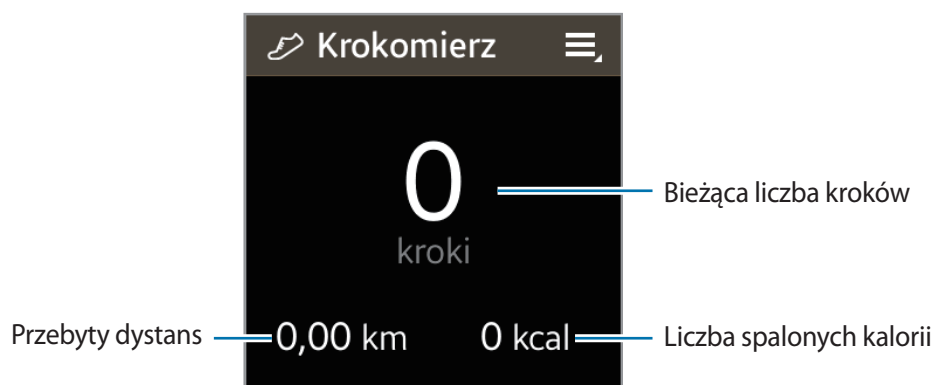 Krokomierz
0
Bieżąca liczba kroków
kroki
Przebyty dystans
0,00 km
0 kcal
Liczba spalonych kalorii